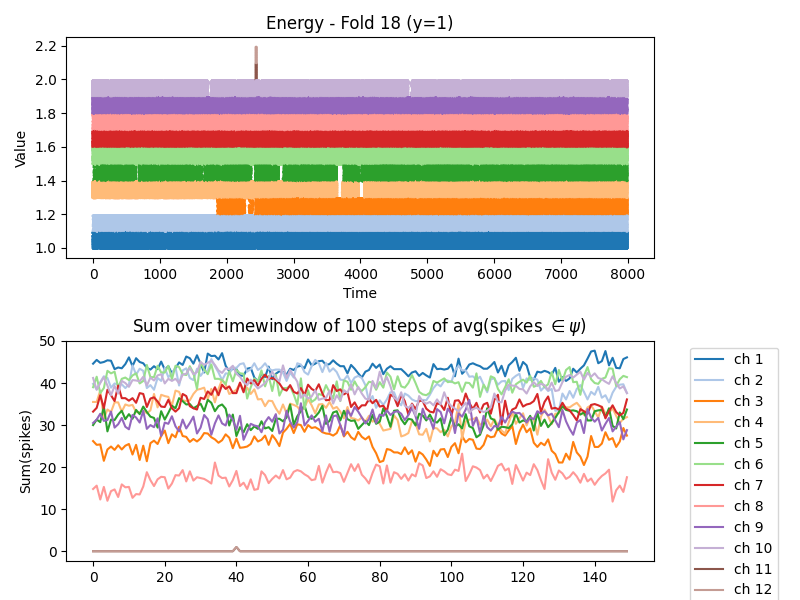 Energy - Fold 18 (y=1)
Value
2.2
2.0
1.8
1.6
1.4
1.2
1.0
0 1000 2000 3000 4000 5000 6000 7000 8000
Time
Sum over timewindow of 100 steps of avg(spikes ∈ψ)
Sum(spikes)
50
40
30
20
10
0
0 20 40 60 80 100 120 140
ch 1
ch 2
ch 3
ch 4
ch 5
ch 6
ch 7
ch 8
ch 9
ch 10
ch 11
ch 12